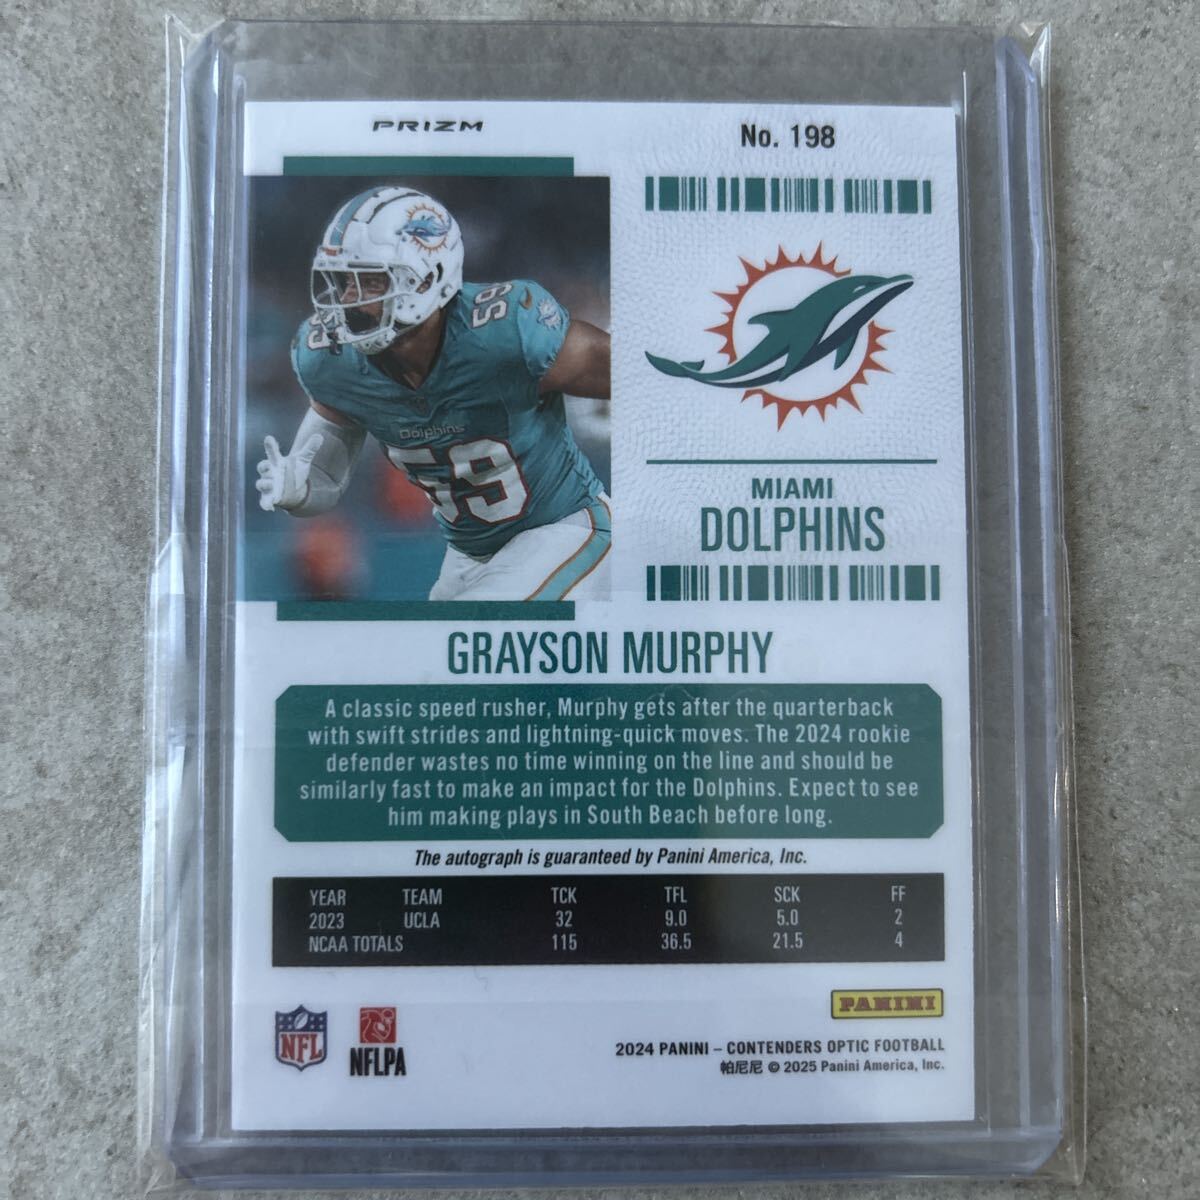 PRIZM
No. 198
59
59
Dolphins
59
MIAMI
DOLPHINS
GRAYSON MURPHY
A classic speed rusher, Murphy gets after the quarterback
with swift strides and lightning-quick moves. The 2024 rookie
defender wastes no time winning on the line and should be
similarly fast to make an impact for the Dolphins. Expect to see
him making plays in South Beach before long.
The autograph is guaranteed by Panini America, Inc.
YEAR TEAM TCK TFL SCK FF
2023 UCLA 32 9.0 5.0 2
NCAA TOTALS 115 36.5 21.5 4
PANINI
NFL
NFLPA
2024 PANINI – CONTENDERS OPTIC FOOTBALL
帕尼尼 © 2025 Panini America, Inc.